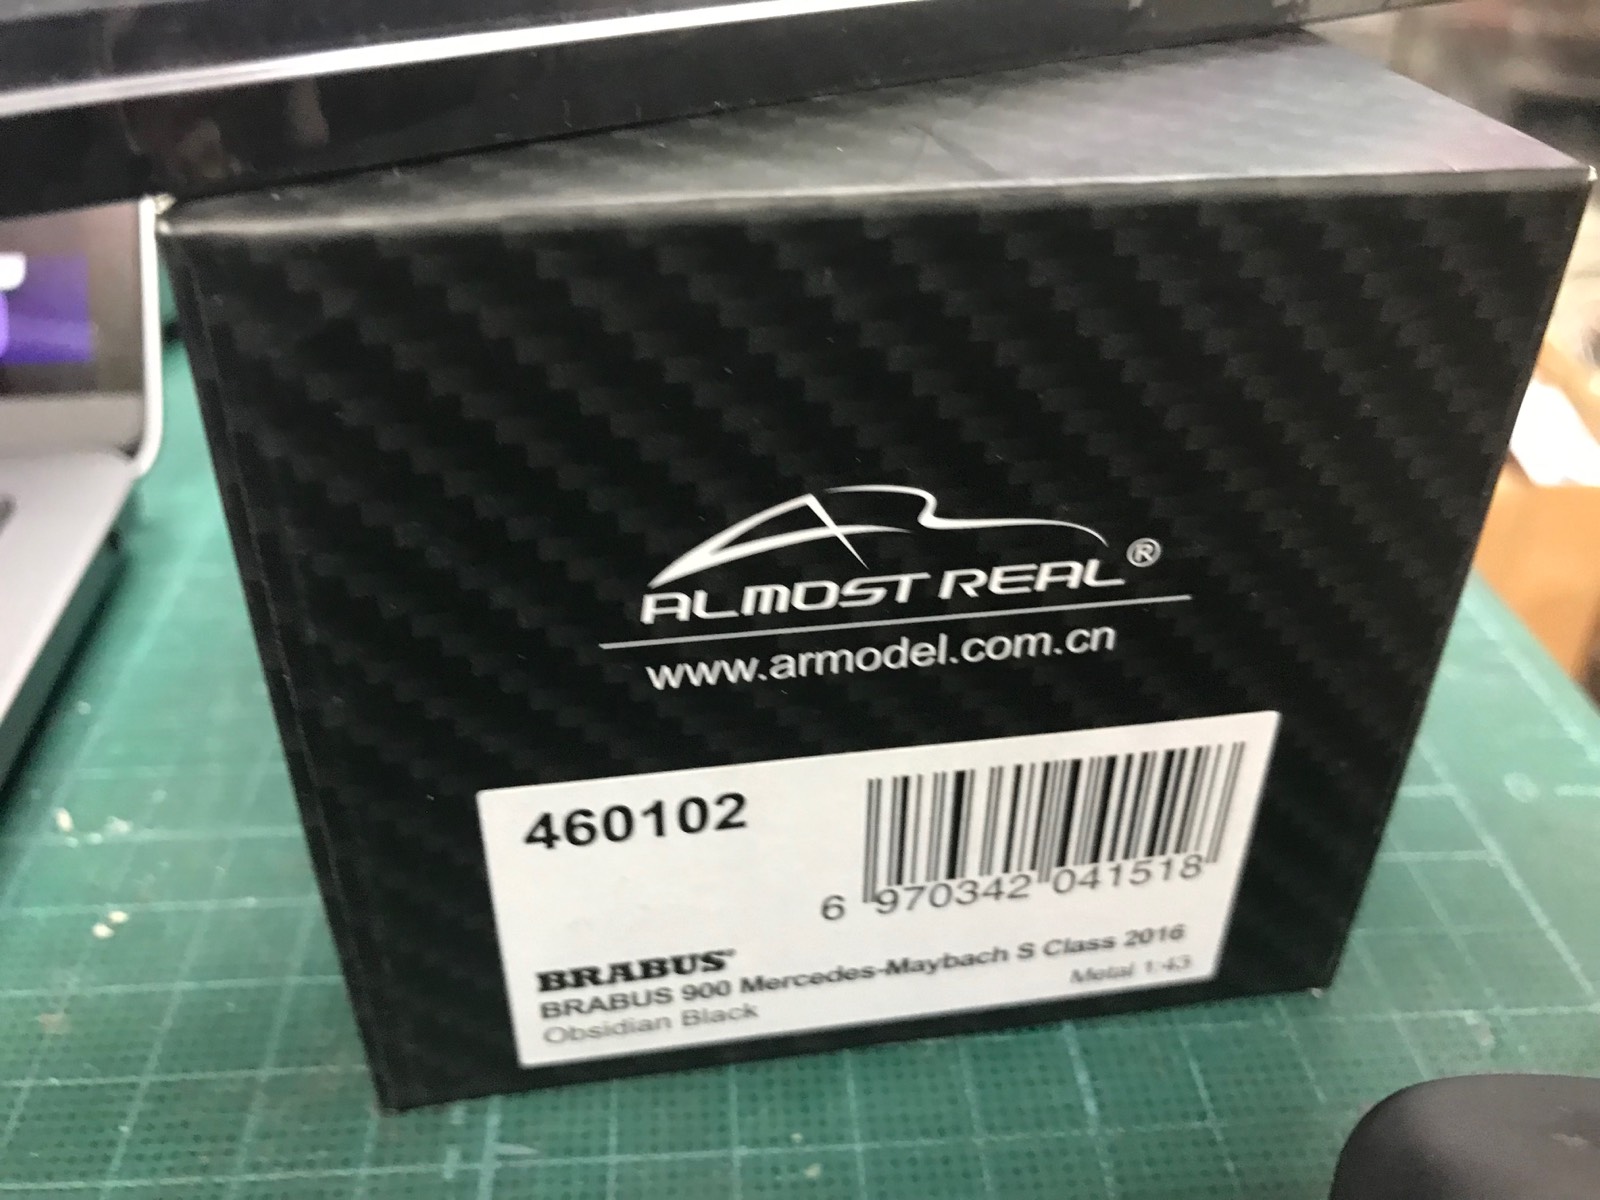 ALMOST REAL®
www.armodel.com.cn
460102
6 970342 041518
BRABUS
BRABUS 900 Mercedes-Maybach S Class 2016
Metal 1:43
Obsidian Black